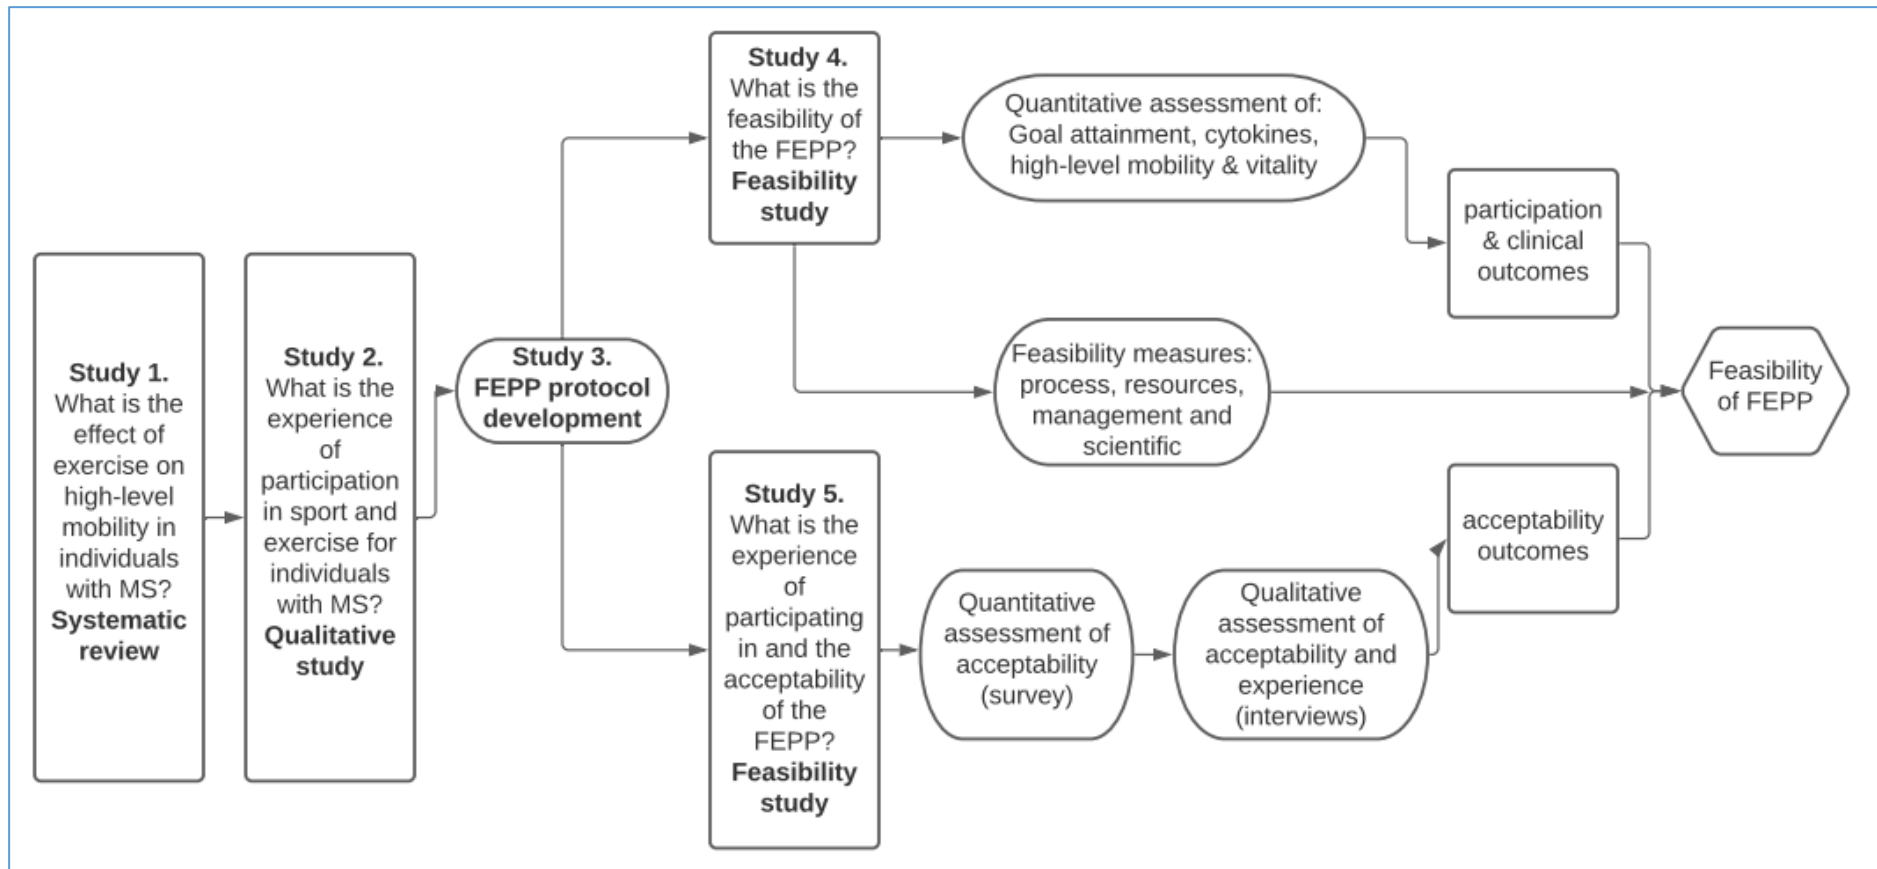 Study 1.
What is the
effect of
exercise on
high-level
mobility in
individuals
with MS?
Systematic
review
Study 2.
What is the
experience
of
participation
in sport and
exercise for
individuals
with MS?
Qualitative
study
Study 3.
FEPP protocol
development
Study 4.
What is the
feasibility of
the FEPP?
Feasibility
study
Quantitative assessment of:
Goal attainment, cytokines,
high-level mobility & vitality
participation
& clinical
outcomes
Feasibility measures:
process, resources,
management and
scientific
Study 5.
What is the
experience
of
participating
in and the
acceptability
of the
FEPP?
Feasibility
study
Quantitative
assessment of
acceptability
(survey)
Qualitative
assessment of
acceptability and
experience
(interviews)
acceptability
outcomes
Feasibility
of FEPP